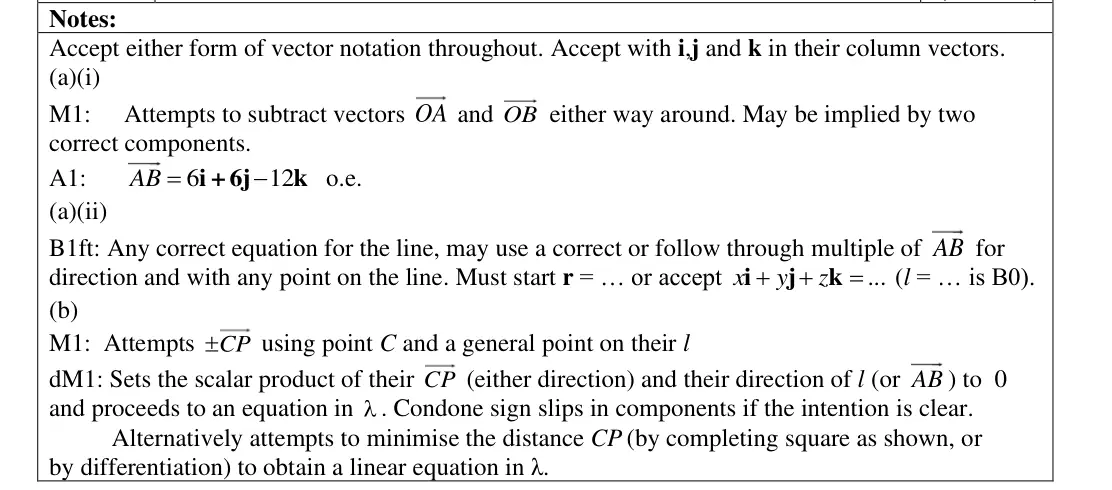 Notes:
Accept either form of vector notation throughout. Accept with i,j and k in their column vectors.
(a)(i)
M1: Attempts to subtract vectors \overrightarrow{OA} and \overrightarrow{OB} either way around. May be implied by two
correct components.
A1: \overrightarrow{AB} = 6i + 6j − 12k o.e.
(a)(ii)
B1ft: Any correct equation for the line, may use a correct or follow through multiple of \overrightarrow{AB} for
direction and with any point on the line. Must start r = … or accept xi + yj + zk = ... (l = … is B0).
(b)
M1: Attempts ±\overrightarrow{CP} using point C and a general point on their l
dM1: Sets the scalar product of their \overrightarrow{CP} (either direction) and their direction of l (or \overrightarrow{AB}) to 0
and proceeds to an equation in λ. Condone sign slips in components if the intention is clear.
Alternatively attempts to minimise the distance CP (by completing square as shown, or
by differentiation) to obtain a linear equation in λ.